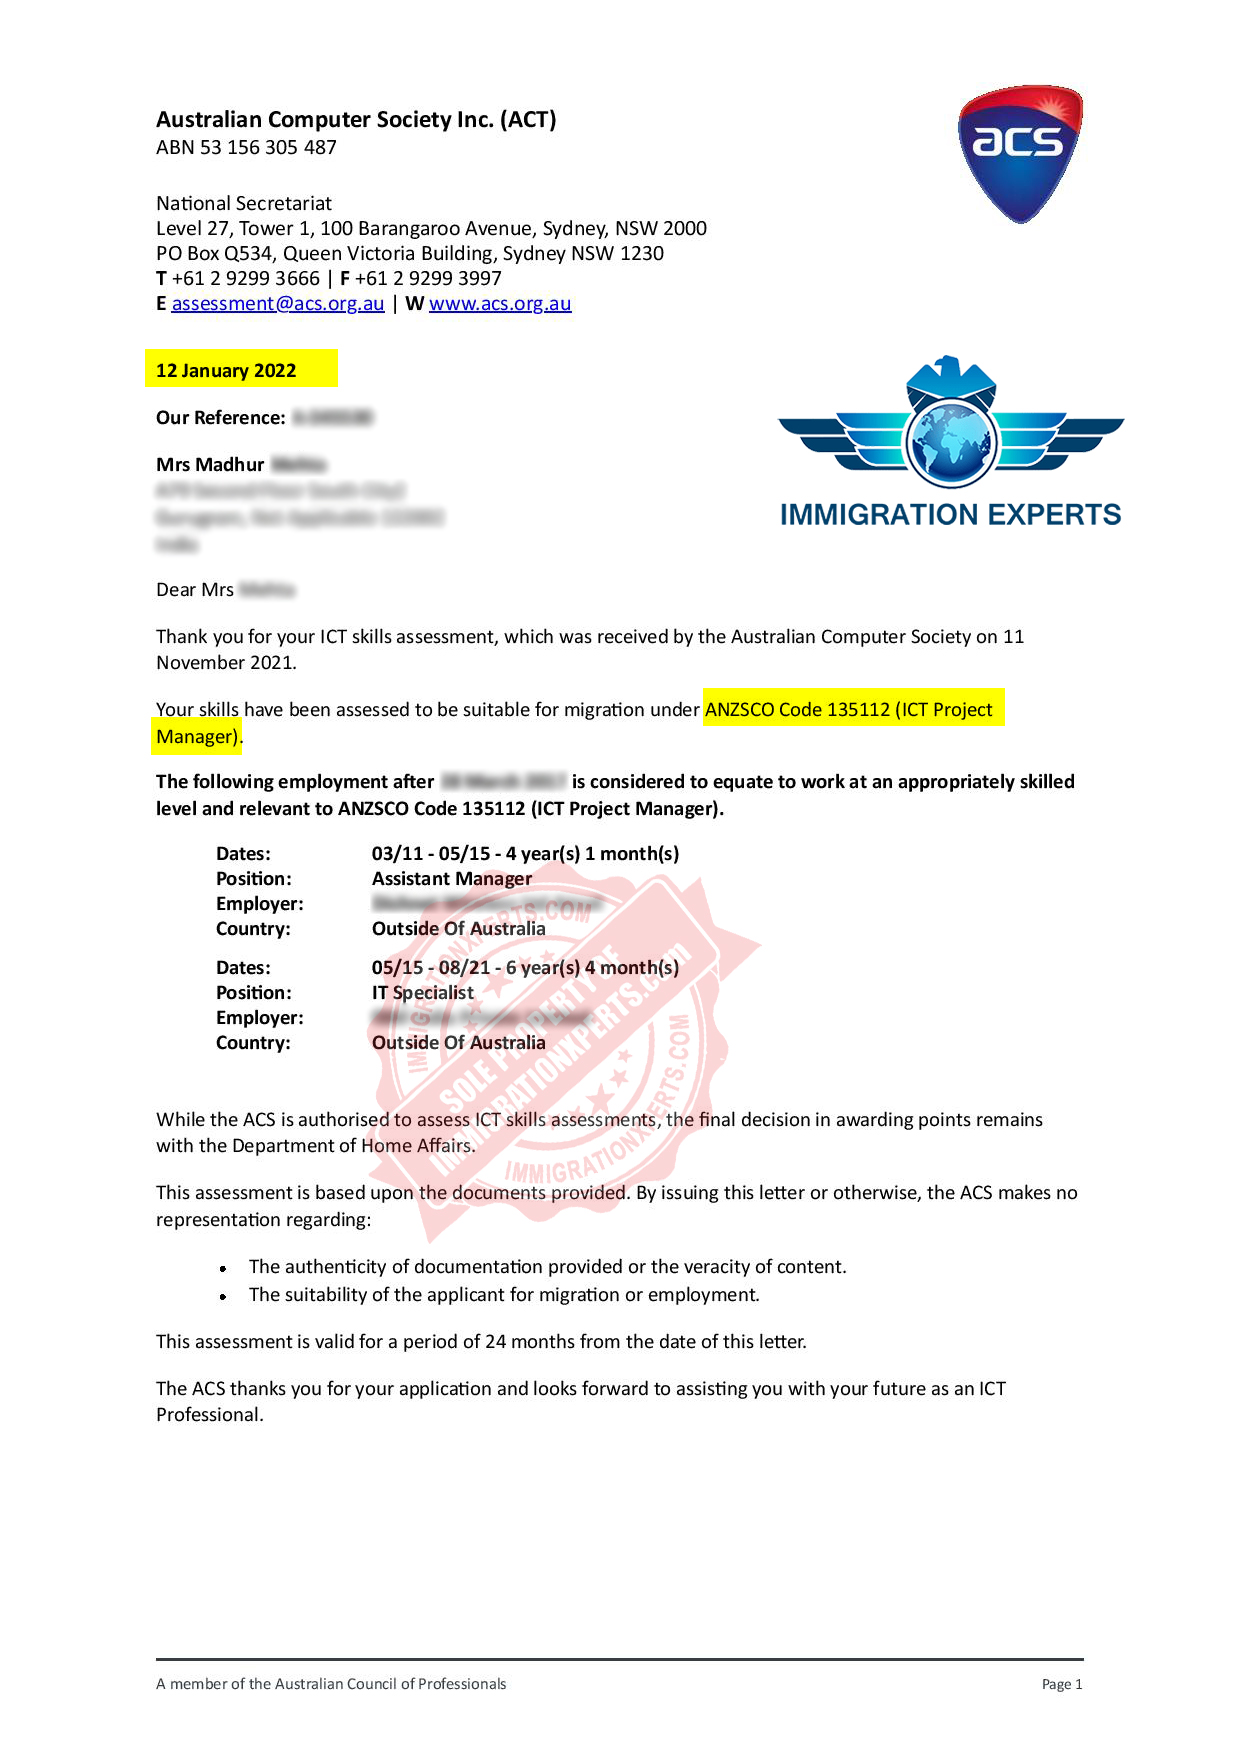 Australian Computer Society Inc. (ACT)
ABN 53 156 305 487
acs
National Secretariat
Level 27, Tower 1, 100 Barangaroo Avenue, Sydney, NSW 2000
PO Box Q534, Queen Victoria Building, Sydney NSW 1230
T +61 2 9299 3666 | F +61 2 9299 3997
E assessment@acs.org.au | W www.acs.org.au
12 January 2022
Our Reference:
Mrs Madhur
IMMIGRATION EXPERTS
Dear Mrs
Thank you for your ICT skills assessment, which was received by the Australian Computer Society on 11
November 2021.
Your skills have been assessed to be suitable for migration under ANZSCO Code 135112 (ICT Project
Manager).
The following employment after is considered to equate to work at an appropriately skilled
level and relevant to ANZSCO Code 135112 (ICT Project Manager).
Dates: 03/11 - 05/15 - 4 year(s) 1 month(s)
Position: Assistant Manager
Employer:
Country: Outside Of Australia
Dates: 05/15 - 08/21 - 6 year(s) 4 month(s)
Position: IT Specialist
Employer:
Country: Outside Of Australia
IMMIGRATIONXPERTS.COM
SOLE PROPERTY OF
IMMIGRATIONXPERTS.com
IMMIGRATIONXPERTS.COM
While the ACS is authorised to assess ICT skills assessments, the final decision in awarding points remains
with the Department of Home Affairs.
This assessment is based upon the documents provided. By issuing this letter or otherwise, the ACS makes no
representation regarding:
• The authenticity of documentation provided or the veracity of content.
• The suitability of the applicant for migration or employment.
This assessment is valid for a period of 24 months from the date of this letter.
The ACS thanks you for your application and looks forward to assisting you with your future as an ICT
Professional.
A member of the Australian Council of Professionals
Page 1